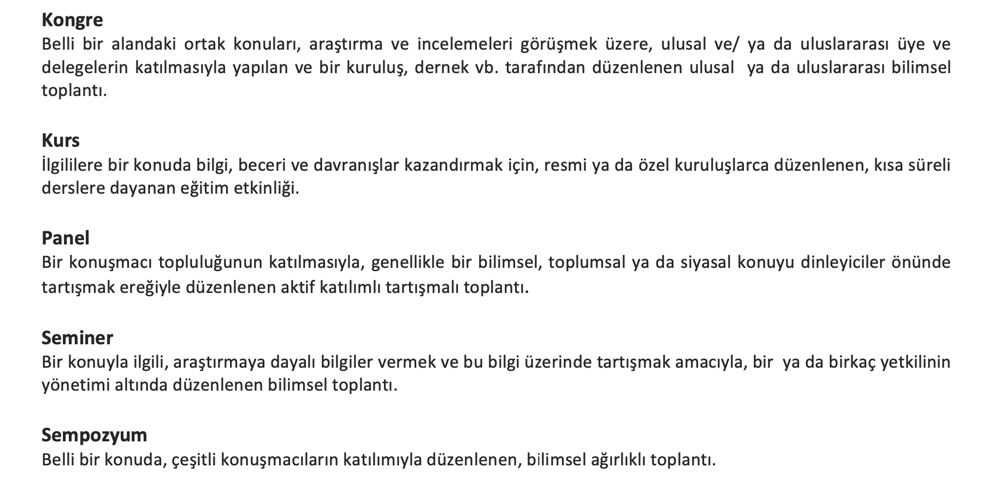 Kongre
Belli bir alandaki ortak konuları, araştırma ve incelemeleri görüşmek üzere, ulusal ve/ ya da uluslararası üye ve
delegelerin katılmasıyla yapılan ve bir kuruluş, dernek vb. tarafından düzenlenen ulusal  ya da uluslararası bilimsel
toplantı.
Kurs
İlgililere bir konuda bilgi, beceri ve davranışlar kazandırmak için, resmi ya da özel kuruluşlarca düzenlenen, kısa süreli
derslere dayanan eğitim etkinliği.
Panel
Bir konuşmacı topluluğunun katılmasıyla, genellikle bir bilimsel, toplumsal ya da siyasal konuyu dinleyiciler önünde
tartışmak ereğiyle düzenlenen aktif katılımlı tartışmalı toplantı.
Seminer
Bir konuyla ilgili, araştırmaya dayalı bilgiler vermek ve bu bilgi üzerinde tartışmak amacıyla, bir  ya da birkaç yetkilinin
yönetimi altında düzenlenen bilimsel toplantı.
Sempozyum
Belli bir konuda, çeşitli konuşmacıların katılımıyla düzenlenen, bilimsel ağırlıklı toplantı.